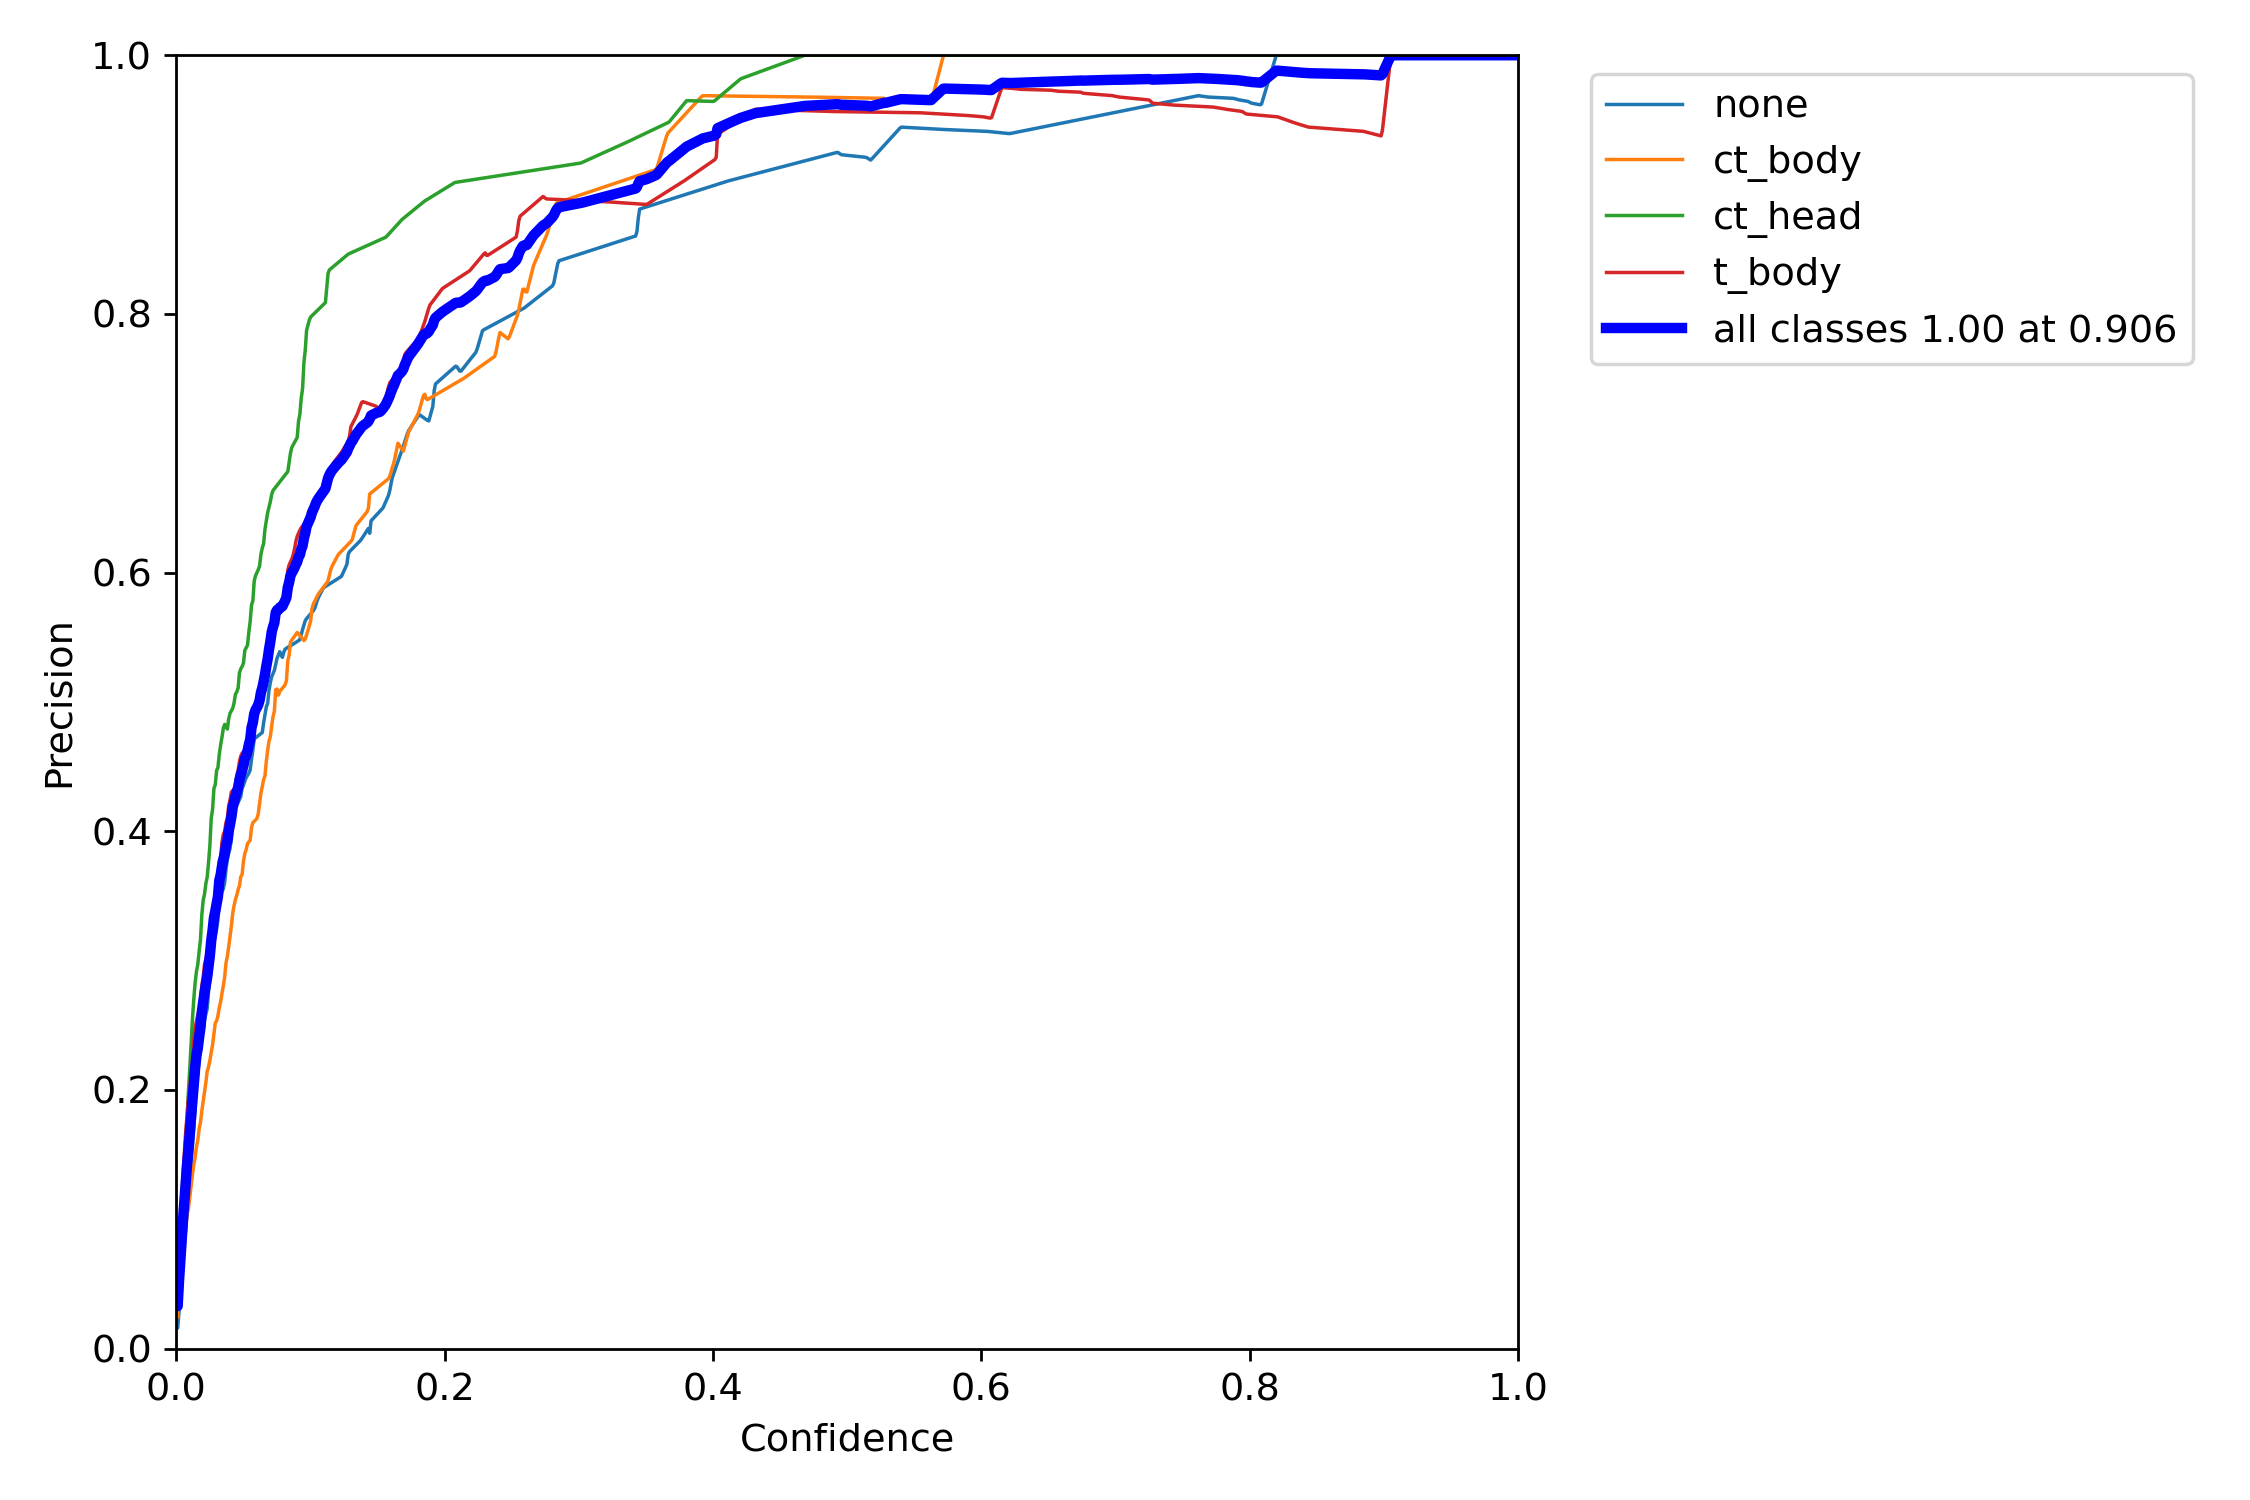 1.0
0.8
0.6
0.4
0.2
0.0
0.0 0.2 0.4 0.6 0.8 1.0
Precision
Confidence
none
ct_body
ct_head
t_body
all classes 1.00 at 0.906